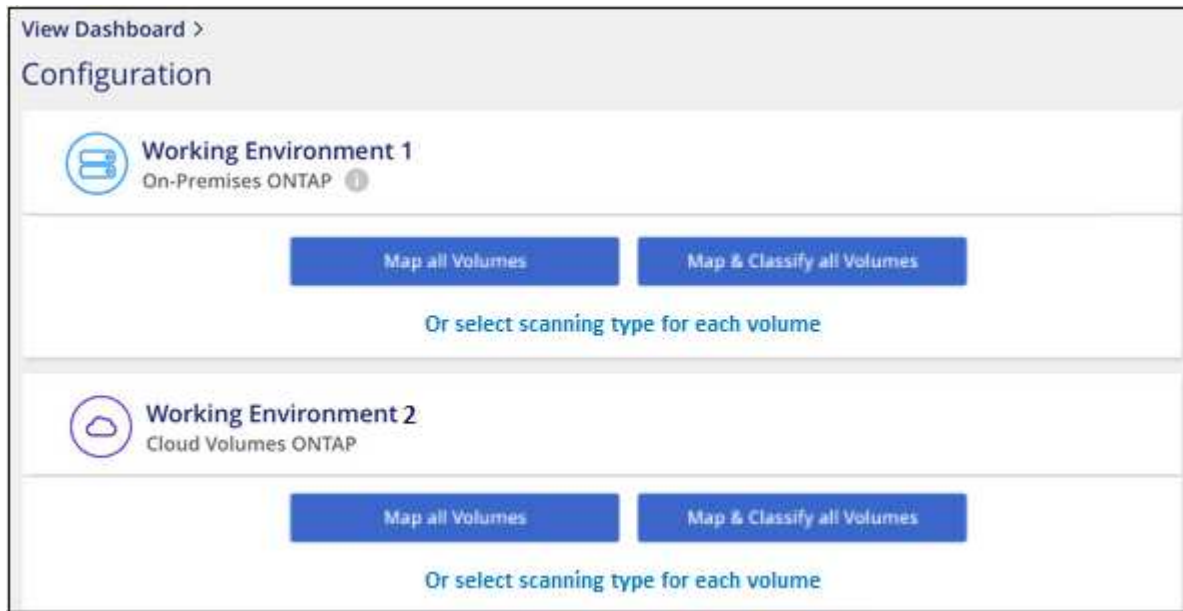 View Dashboard >
Configuration
Working Environment 1
On-Premises ONTAP i
Map all Volumes Map & Classify all Volumes
Or select scanning type for each volume
Working Environment 2
Cloud Volumes ONTAP
Map all Volumes Map & Classify all Volumes
Or select scanning type for each volume